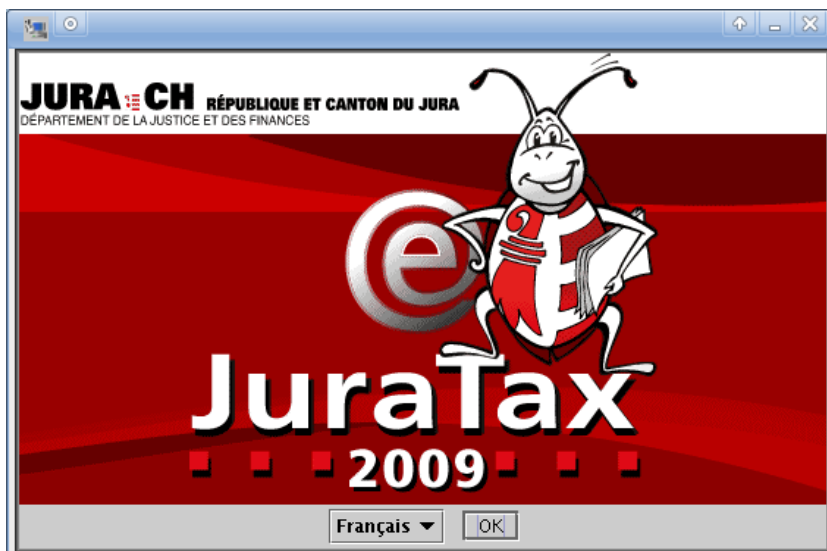 JURA CH RÉPUBLIQUE ET CANTON DU JURA
DÉPARTEMENT DE LA JUSTICE ET DES FINANCES
e
JuraTax
2009
Français OK